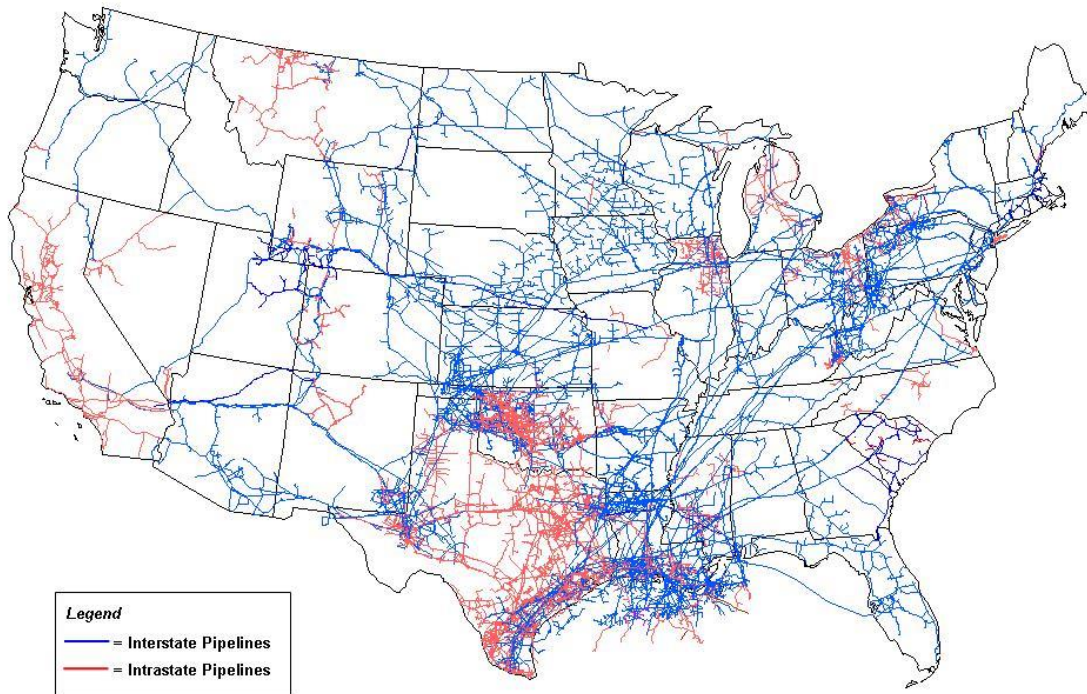 Legend
= Interstate Pipelines
= Intrastate Pipelines